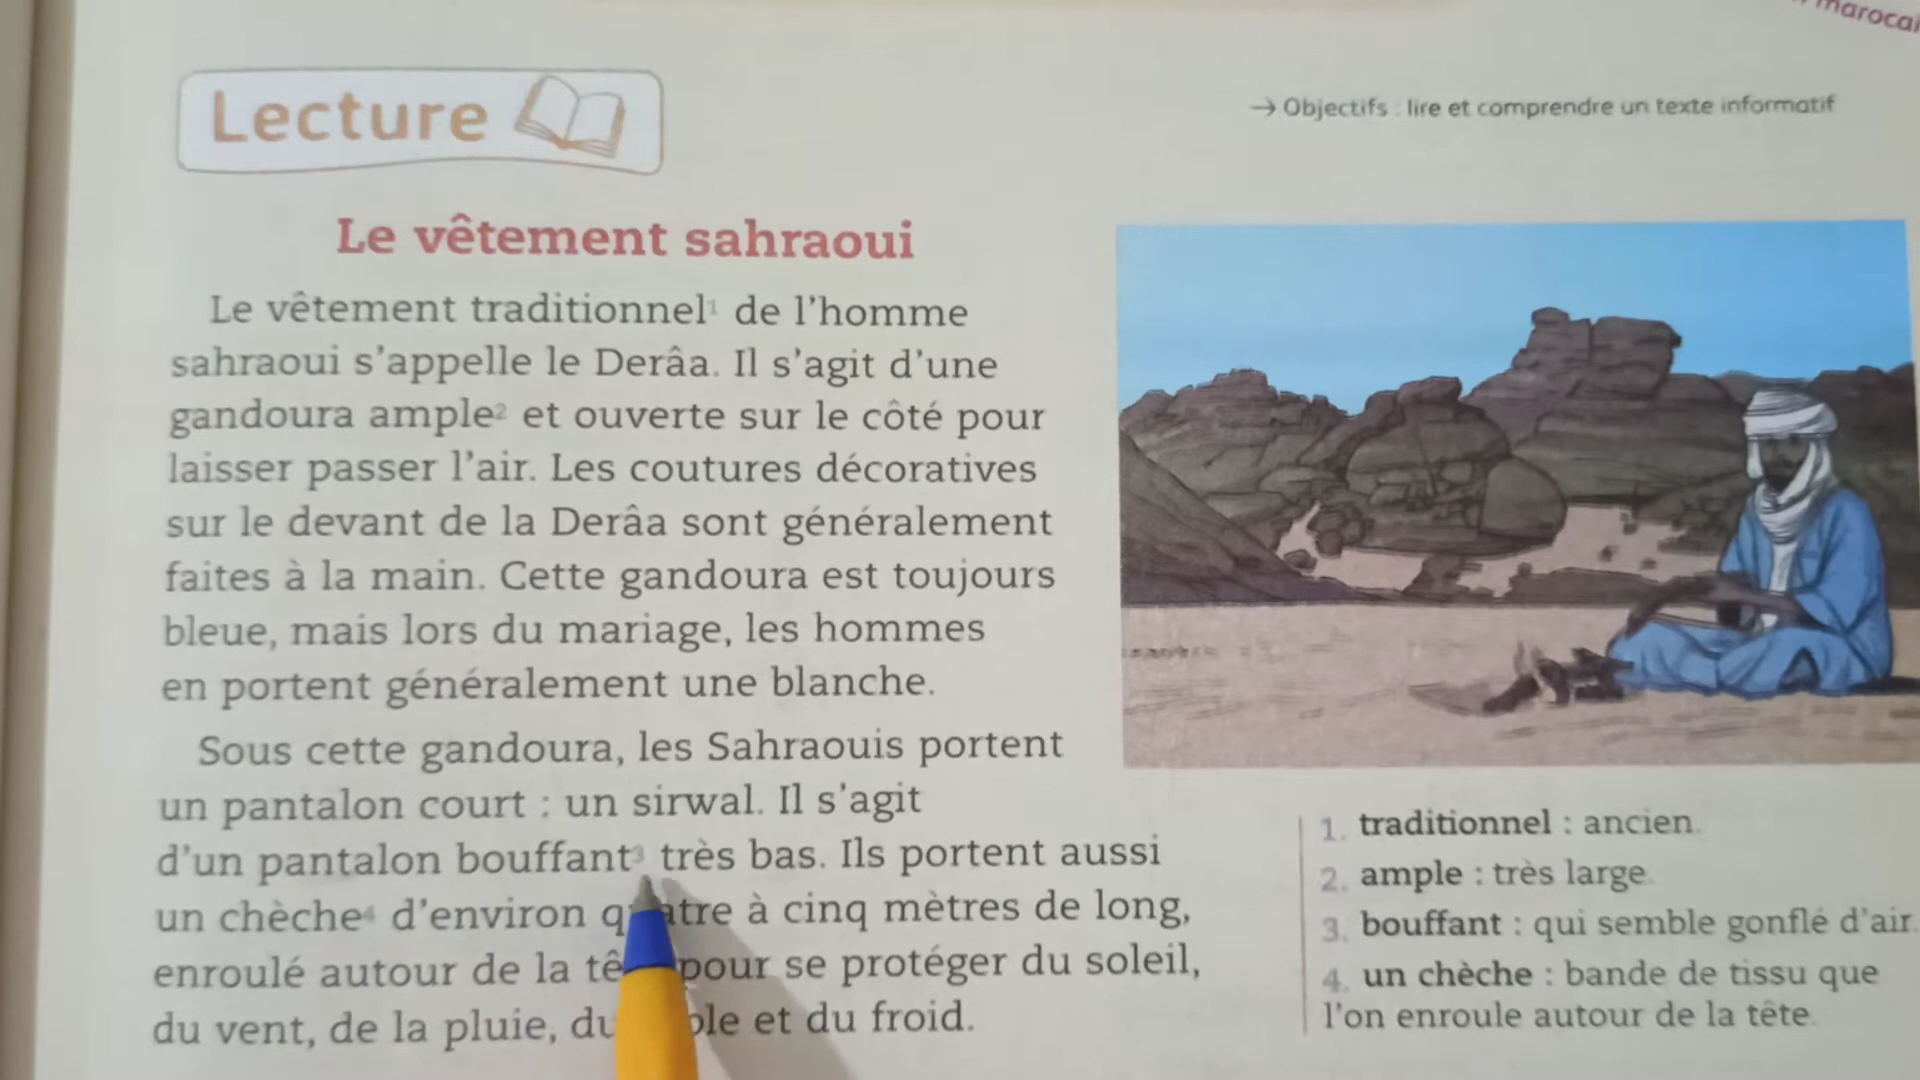 marocai
Lecture
→ Objectifs : lire et comprendre un texte informatif
Le vêtement sahraoui
Le vêtement traditionnel¹ de l'homme
sahraoui s'appelle le Derâa. Il s'agit d'une
gandoura ample² et ouverte sur le côté pour
laisser passer l'air. Les coutures décoratives
sur le devant de la Derâa sont généralement
faites à la main. Cette gandoura est toujours
bleue, mais lors du mariage, les hommes
en portent généralement une blanche.
Sous cette gandoura, les Sahraouis portent
un pantalon court : un sirwal. Il s'agit
d'un pantalon bouffant³ très bas. Ils portent aussi
un chèche⁴ d'environ à cinq mètres de long,
enroulé autour de la pour se protéger du soleil,
du vent, de la pluie, et du froid.
1. traditionnel : ancien.
2. ample : très large.
3. bouffant : qui semble gonflé d'air.
4. un chèche : bande de tissu que
l'on enroule autour de la tête.